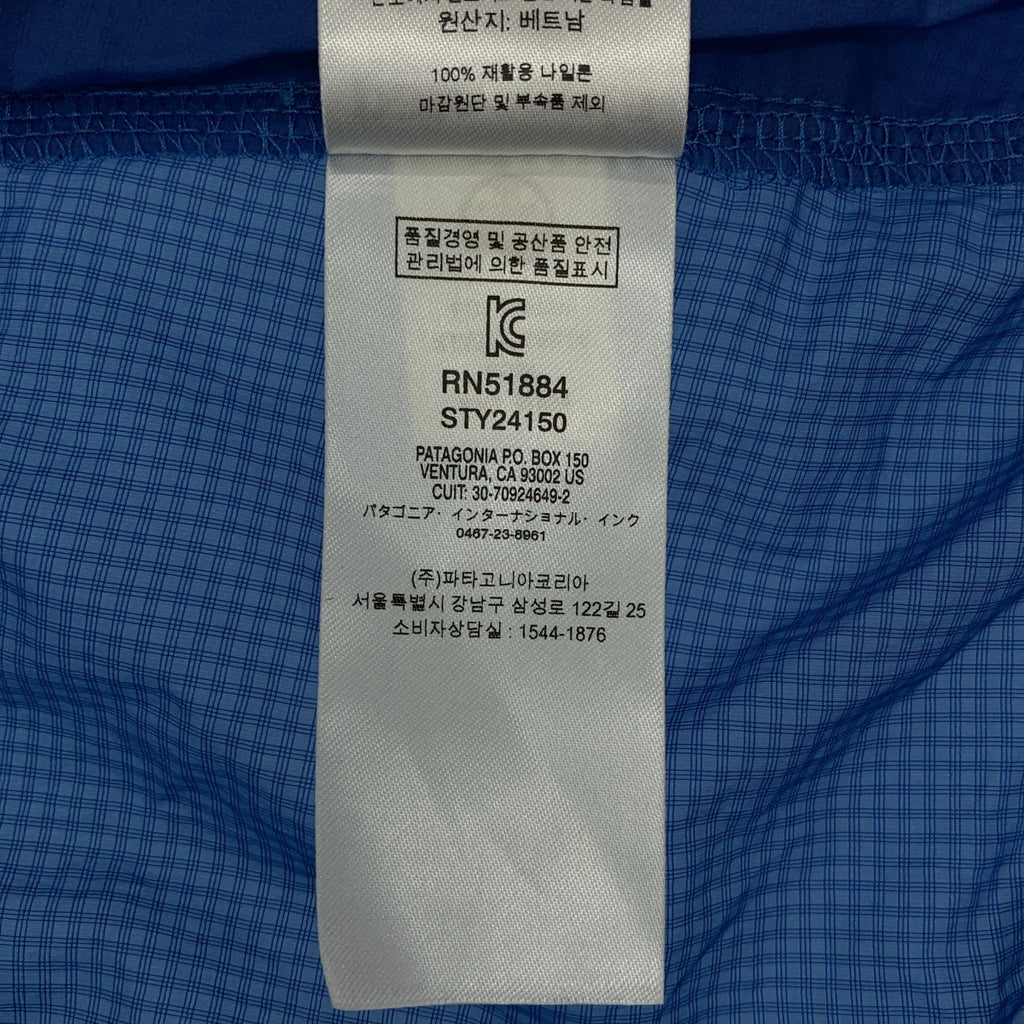 원산지: 베트남
100% 재활용 나일론
마감원단 및 부속품 제외
품질경영 및 공산품 안전
관리법에 의한 품질표시
RN51884
STY24150
PATAGONIA P.O. BOX 150
VENTURA, CA 93002 US
CUIT: 30-70924649-2
パタゴニア・インターナショナル・インク
0467-23-8961
(주)파타고니아코리아
서울특별시 강남구 삼성로 122길 25
소비자상담실 : 1544-1876